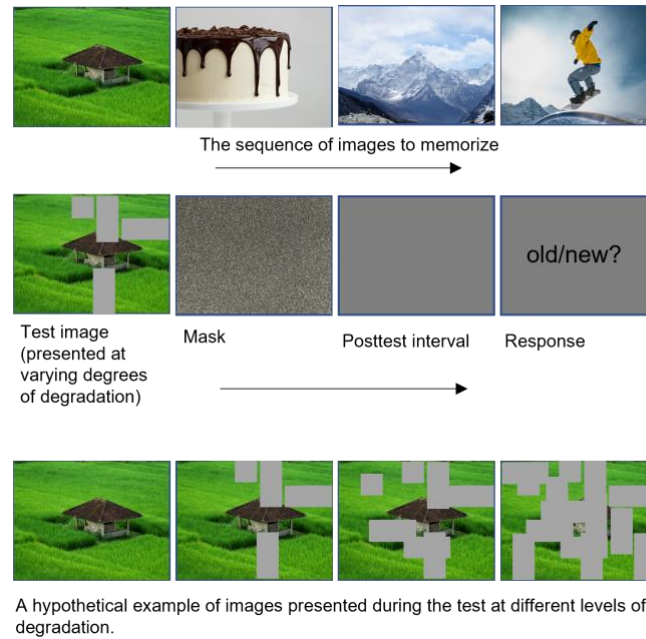 The sequence of images to memorize
old/new?
Test image
(presented at
varying degrees
of degradation)
Mask
Posttest interval
Response
A hypothetical example of images presented during the test at different levels of
degradation.